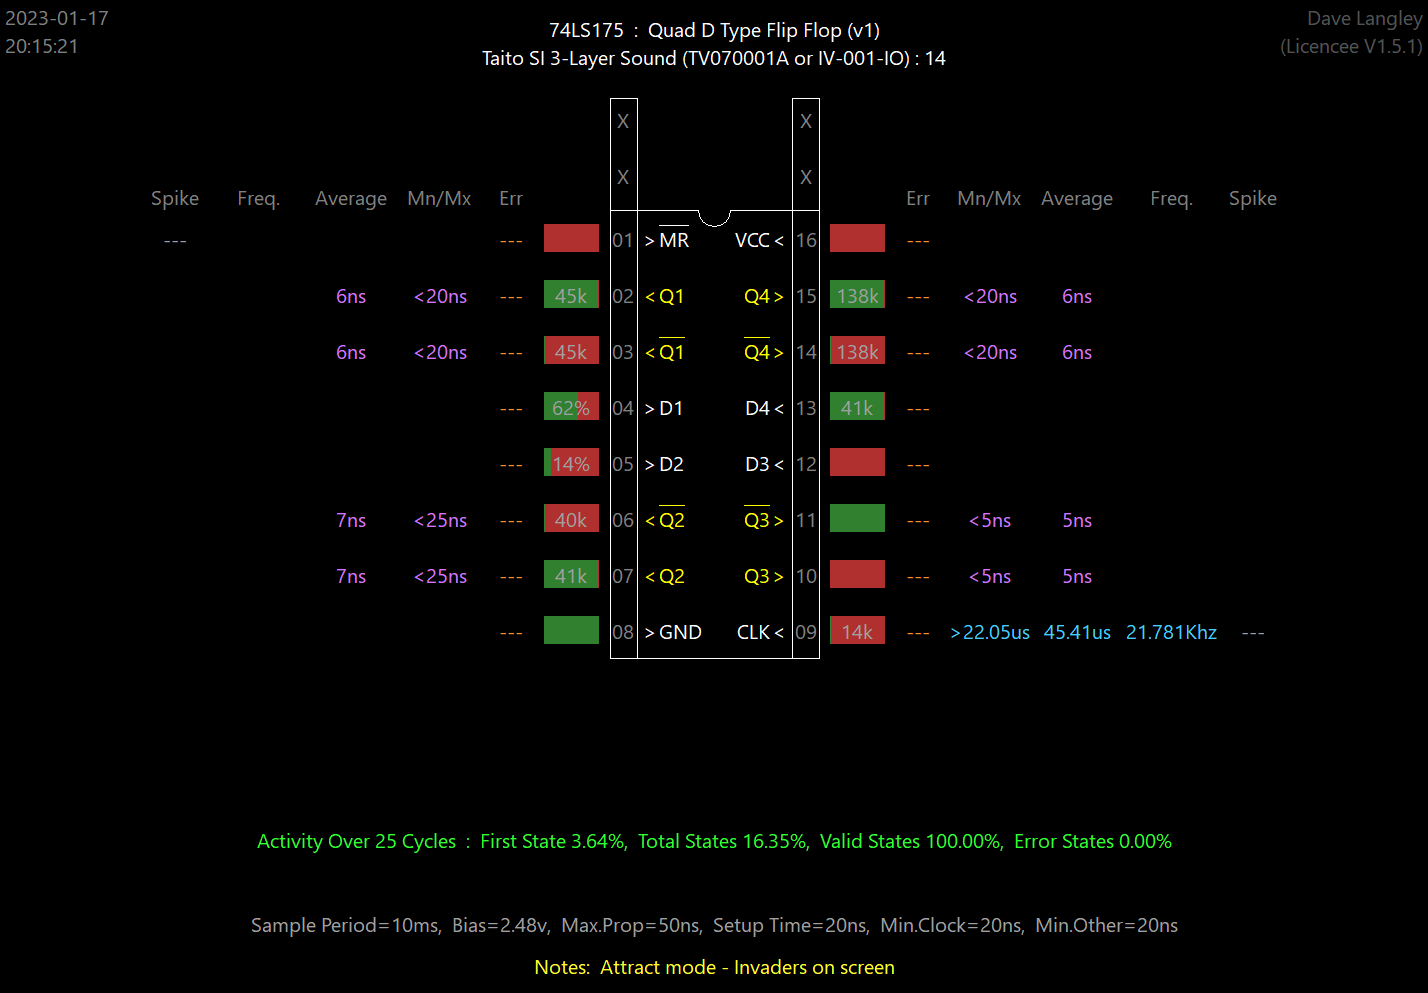 2023-01-17
20:15:21
74LS175 : Quad D Type Flip Flop (v1)
Taito SI 3-Layer Sound (TV070001A or IV-001-IO) : 14
Dave Langley
(Licencee V1.5.1)
X X
X X
Spike Freq. Average Mn/Mx Err Err Mn/Mx Average Freq. Spike
--- --- 01 > MR VCC < 16 ---
6ns <20ns --- 45k 02 < Q1 Q4 > 15 138k --- <20ns 6ns
6ns <20ns --- 45k 03 < Q1 Q4 > 14 138k --- <20ns 6ns
--- 62% 04 > D1 D4 < 13 41k ---
--- 14% 05 > D2 D3 < 12 ---
7ns <25ns --- 40k 06 < Q2 Q3 > 11 --- <5ns 5ns
7ns <25ns --- 41k 07 < Q2 Q3 > 10 --- <5ns 5ns
--- 08 > GND CLK < 09 14k --- >22.05us 45.41us 21.781Khz ---
Activity Over 25 Cycles : First State 3.64%, Total States 16.35%, Valid States 100.00%, Error States 0.00%
Sample Period=10ms, Bias=2.48v, Max.Prop=50ns, Setup Time=20ns, Min.Clock=20ns, Min.Other=20ns
Notes: Attract mode - Invaders on screen